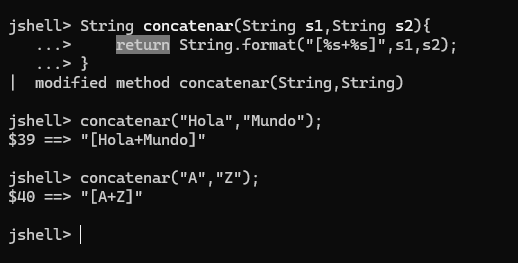 jshell> String concatenar(String s1,String s2){
   ...>     return String.format("[%s+%s]",s1,s2);
   ...> }
|  modified method concatenar(String,String)
jshell> concatenar("Hola","Mundo");
$39 ==> "[Hola+Mundo]"
jshell> concatenar("A","Z");
$40 ==> "[A+Z]"
jshell>